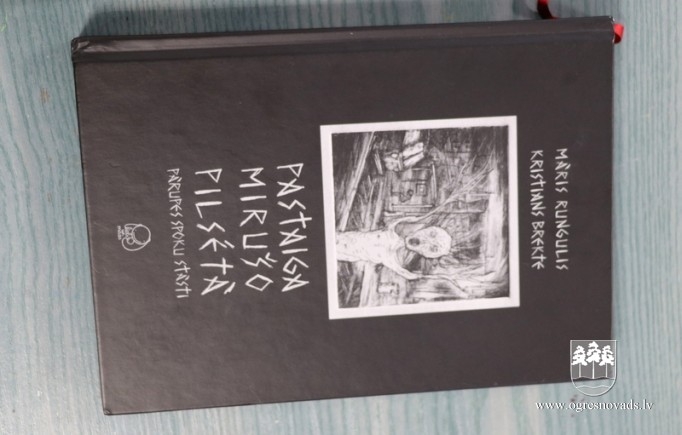 MĀRIS RUNGULIS
KRISTIANS BREKTE
PASTAIGA
MIRUŠO
PILSĒTĀ
PĀRUPES SPOKU STĀSTI
www.ogresnovads.lv